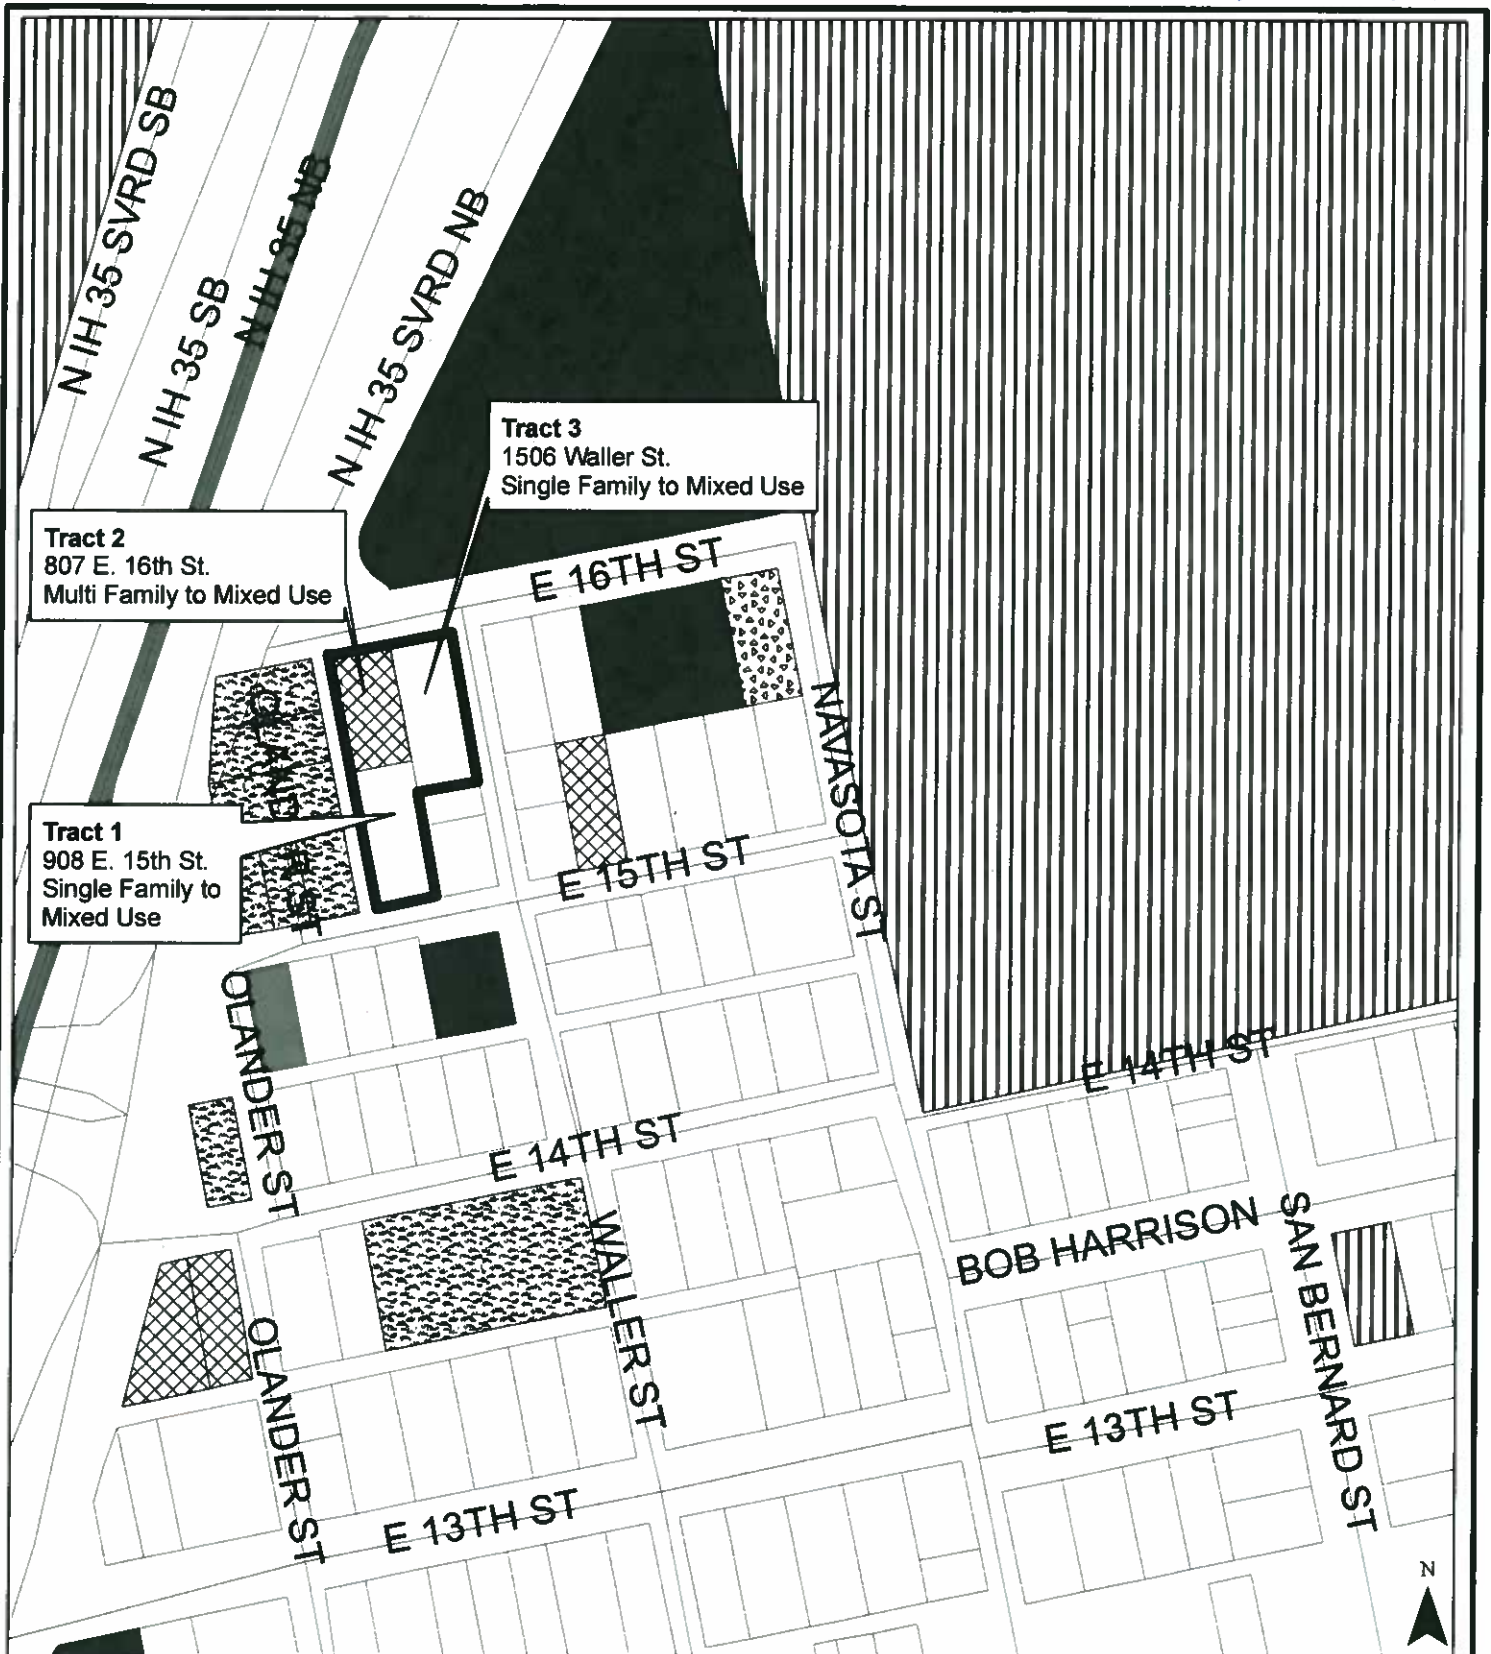 N IH 35 SVRD SB
N IH 35 SB
N IH 35 NB
N IH 35 SVRD NB
Tract 3
1506 Waller St.
Single Family to Mixed Use
Tract 2
807 E. 16th St.
Multi Family to Mixed Use
E 16TH ST
OLANDER ST
NAVASOTA ST
Tract 1
908 E. 15th St.
Single Family to
Mixed Use
E 15TH ST
OLANDER ST
E 14TH ST
E 14TH ST
WALLER ST
BOB HARRISON
SAN BERNARD ST
OLANDER ST
E 13TH ST
E 13TH ST
N